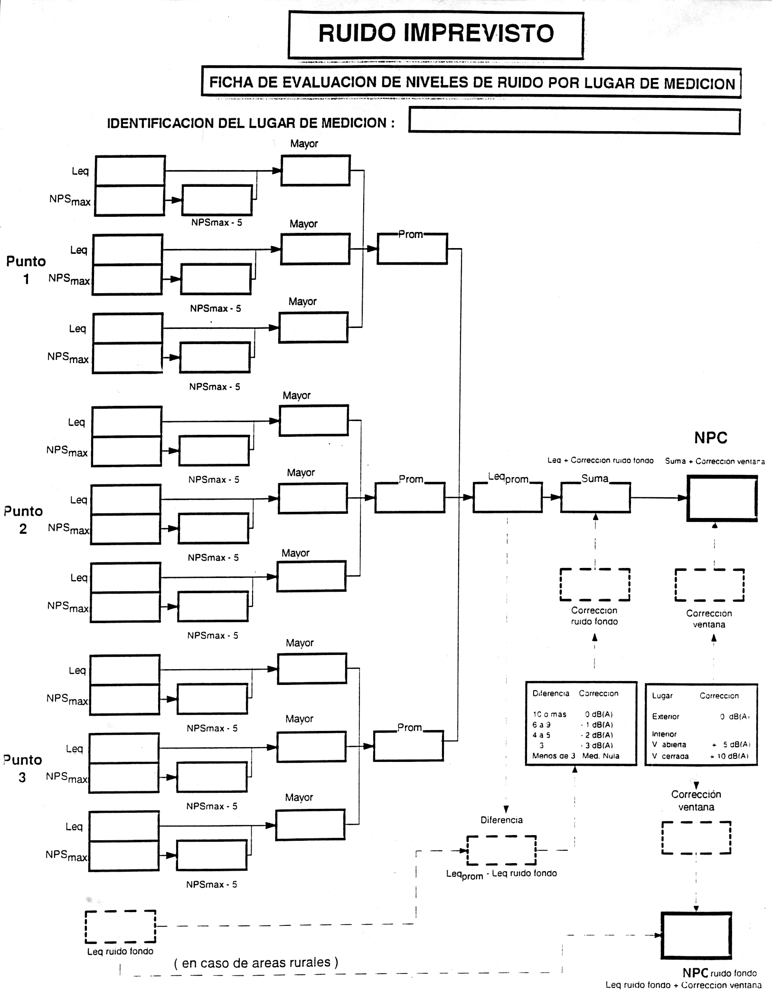 RUIDO IMPREVISTO
FICHA DE EVALUACION DE NIVELES DE RUIDO POR LUGAR DE MEDICION
IDENTIFICACION DEL LUGAR DE MEDICION :
Mayor
Leq
NPSmax
NPSmax - 5
Mayor
Prom
Leq
Punto
1
NPSmax
NPSmax - 5
Mayor
Leq
NPSmax
NPSmax - 5
Mayor
Leq
NPSmax
NPSmax - 5
Mayor
Prom
Leq
Punto
2
NPSmax
NPSmax - 5
Mayor
Leq
NPSmax
NPSmax - 5
Mayor
Leq
NPSmax
NPSmax - 5
Mayor
Prom
Leq
Punto
3
NPSmax
NPSmax - 5
Mayor
Leq
NPSmax
NPSmax - 5
NPC
Leq + Correccion ruido fondo
Suma + Corrección ventana
Leqprom
Suma
Corrección
ruido fondo
Corrección
ventana
Diferencia Correccion
10 o mas 0 dB(A)
6 a 9 - 1 dB(A)
4 a 5 - 2 dB(A)
3 - 3 dB(A)
Menos de 3 Med. Nula
Lugar Correccion
Exterior 0 dB(A)
Interior
V abierta + 5 dB(A)
V cerrada + 10 dB(A)
Corrección
ventana
Diferencia
Leqprom - Leq ruido fondo
Leq ruido fondo
( en caso de areas rurales )
NPC ruido fondo
Leq ruido fondo + Correccion ventana